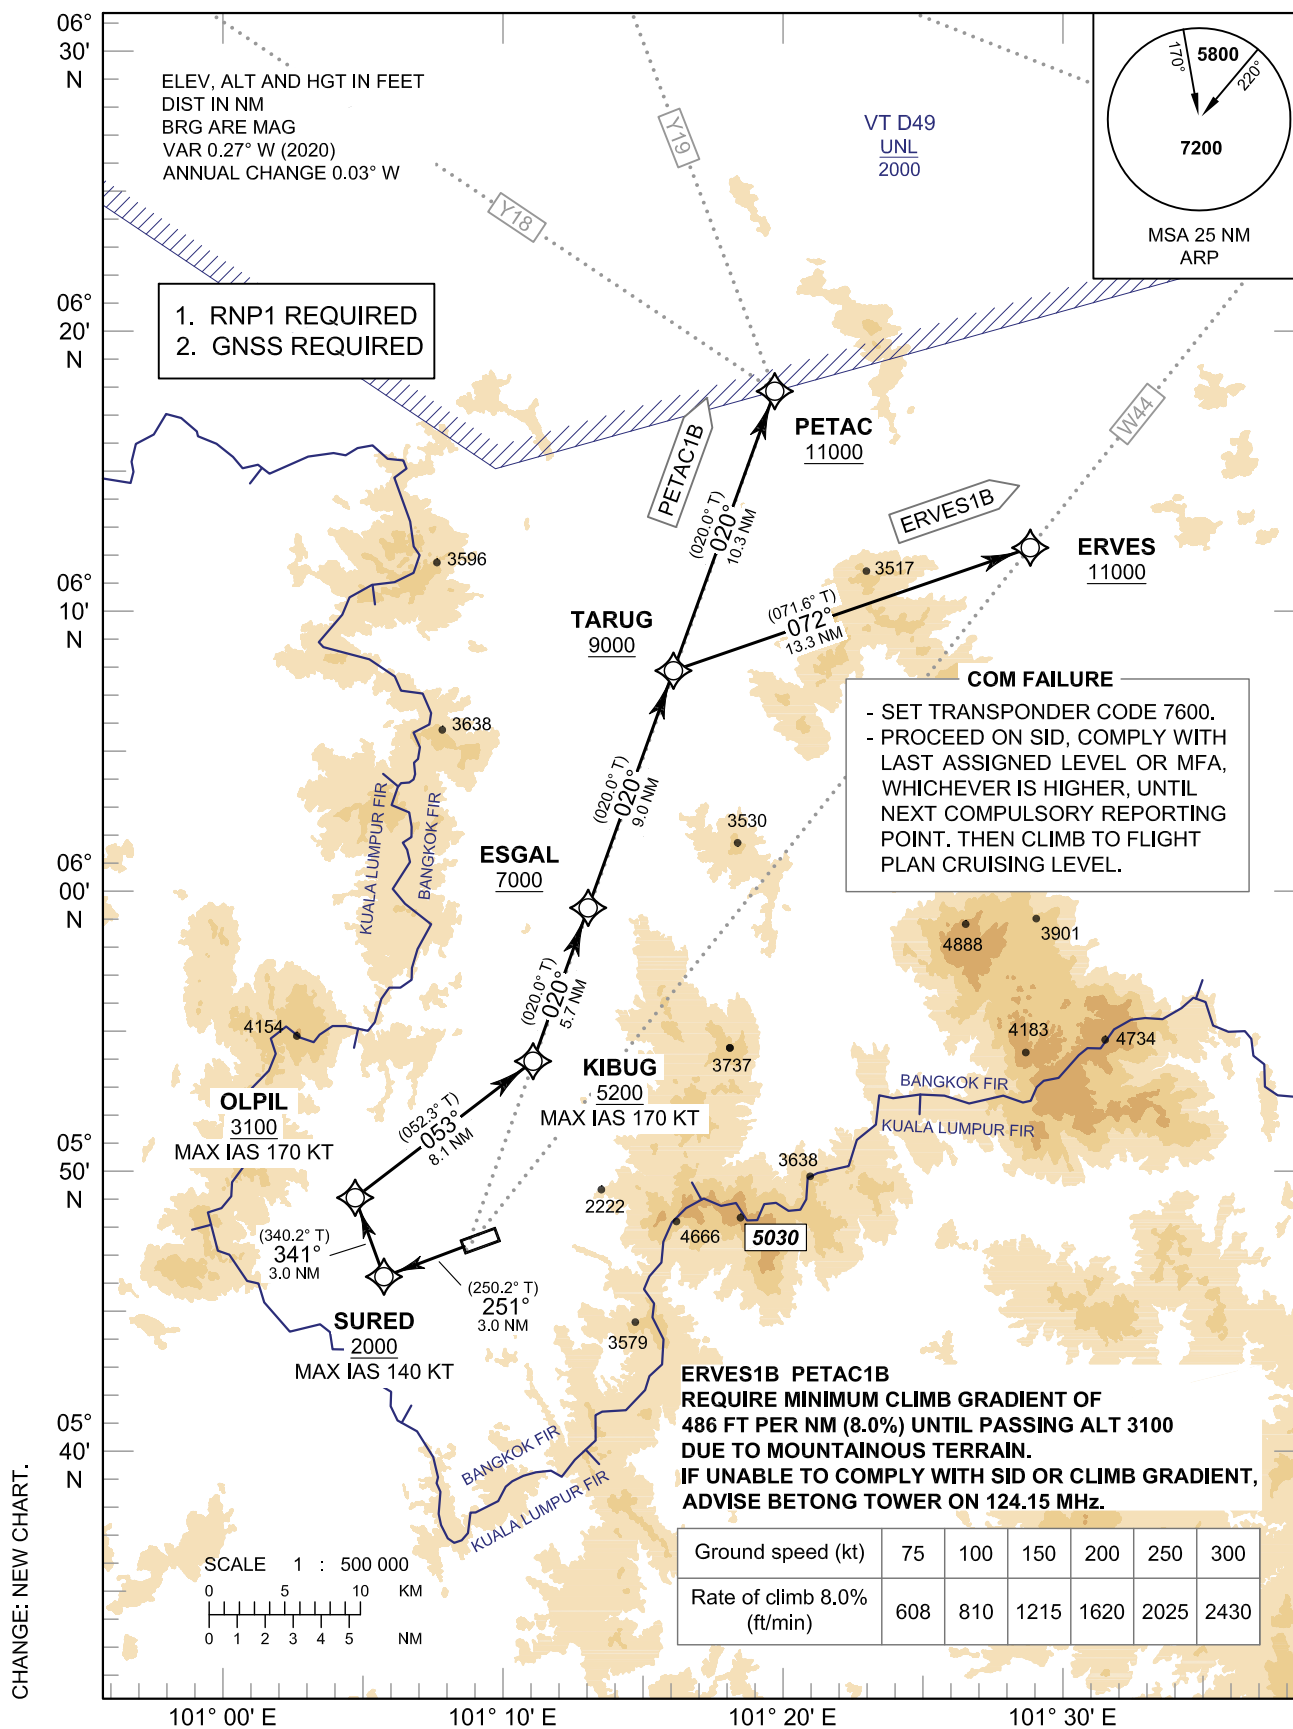 06°
30'
N
ELEV, ALT AND HGT IN FEET
DIST IN NM
BRG ARE MAG
VAR 0.27° W (2020)
ANNUAL CHANGE 0.03° W
Y19
Y18
VT D49
UNL
2000
170°
5800
220°
7200
MSA 25 NM
ARP
1. RNP1 REQUIRED
2. GNSS REQUIRED
06°
20'
N
PETAC
11000
PETAC1B
W44
ERVES1B
ERVES
11000
(020.0° T)
020°
10.3 NM
3596
3517
06°
10'
N
TARUG
9000
(071.6° T)
072°
13.3 NM
COM FAILURE
- SET TRANSPONDER CODE 7600.
- PROCEED ON SID, COMPLY WITH
LAST ASSIGNED LEVEL OR MFA,
WHICHEVER IS HIGHER, UNTIL
NEXT COMPULSORY REPORTING
POINT. THEN CLIMB TO FLIGHT
PLAN CRUISING LEVEL.
3638
(020.0° T)
020°
9.0 NM
KUALA LUMPUR FIR
BANGKOK FIR
3530
ESGAL
7000
06°
00'
N
4888
3901
(020.0° T)
020°
5.7 NM
4154
4183
4734
3737
KIBUG
5200
MAX IAS 170 KT
BANGKOK FIR
KUALA LUMPUR FIR
OLPIL
3100
MAX IAS 170 KT
(052.3° T)
053°
8.1 NM
05°
50'
N
3638
2222
4666
5030
(340.2° T)
341°
3.0 NM
(250.2° T)
251°
3.0 NM
SURED
2000
MAX IAS 140 KT
3579
ERVES1B PETAC1B
REQUIRE MINIMUM CLIMB GRADIENT OF
486 FT PER NM (8.0%) UNTIL PASSING ALT 3100
DUE TO MOUNTAINOUS TERRAIN.
IF UNABLE TO COMPLY WITH SID OR CLIMB GRADIENT,
ADVISE BETONG TOWER ON 124.15 MHz.
05°
40'
N
BANGKOK FIR
KUALA LUMPUR FIR
Ground speed (kt) 75 100 150 200 250 300
Rate of climb 8.0%
(ft/min) 608 810 1215 1620 2025 2430
SCALE 1 : 500 000
0 5 10 KM
0 1 2 3 4 5 NM
CHANGE: NEW CHART.
101° 00' E 101° 10' E 101° 20' E 101° 30' E